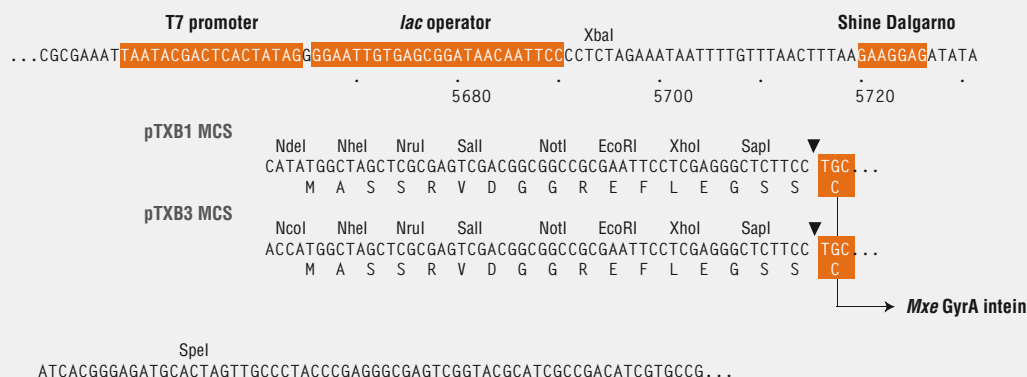 T7 promoter lac operator Shine Dalgarno
XbaI
...CGCGAAATTAATACGACTCACTATAGGGGAATTGTGAGCGGATAACAATTCCCCTCTAGAAATAATTTTGTTTAACTTTAAGAAGGAGATATA
. . . . . . .
5680 5700 5720
pTXB1 MCS
NdeI NheI NruI SalI NotI EcoRI XhoI SapI ▼
CATATGGCTAGCTCGCGAGTCGACGGCGGCCGCGAATTCCTCGAGGGCTCTTCC TGC...
M A S S R V D G G R E F L E G S S C
pTXB3 MCS
NcoI NheI NruI SalI NotI EcoRI XhoI SapI ▼
ACCATGGCTAGCTCGCGAGTCGACGGCGGCCGCGAATTCCTCGAGGGCTCTTCC TGC...
M A S S R V D G G R E F L E G S S C
Mxe GyrA intein
SpeI
ATCACGGGAGATGCACTAGTTGCCCTACCCGAGGGCGAGTCGGTACGCATCGCCGACATCGTGCCG...